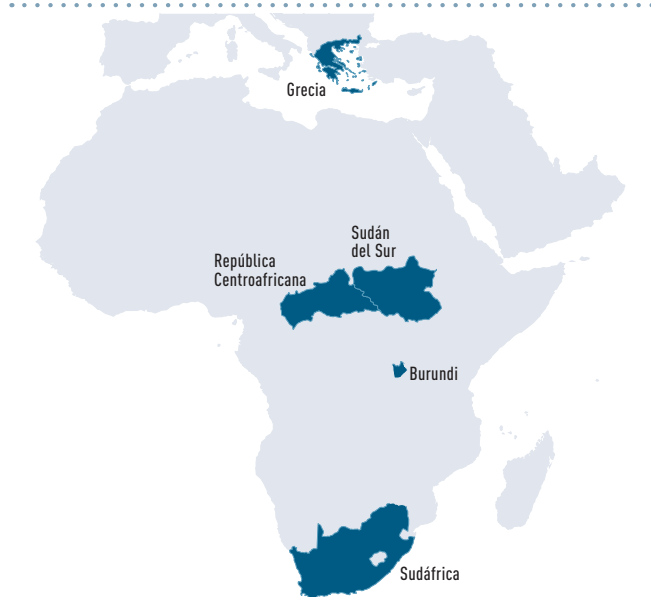 Grecia
Sudán
del Sur
República
Centroafricana
Burundi
Sudáfrica